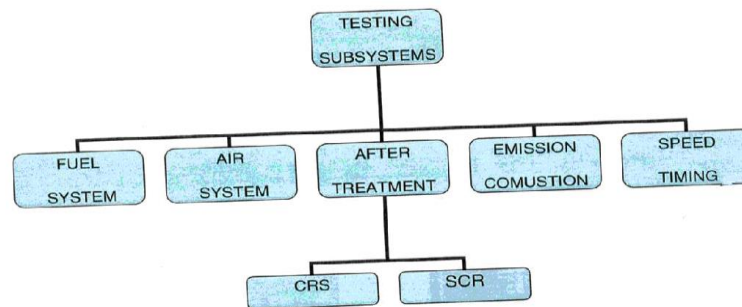 TESTING
SUBSYSTEMS
FUEL
SYSTEM
AIR
SYSTEM
AFTER
TREATMENT
EMISSION
COMUSTION
SPEED
TIMING
CRS
SCR